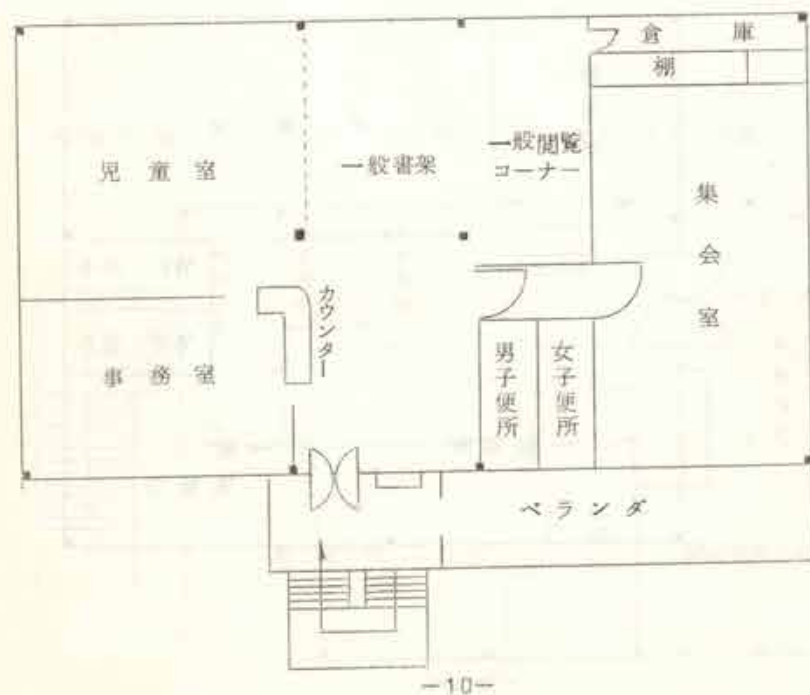 倉庫
棚
児童室
一般書架
一般閲覧
コーナー
集会室
カウンター
事務室
男子便所
女子便所
ベランダ
—10—